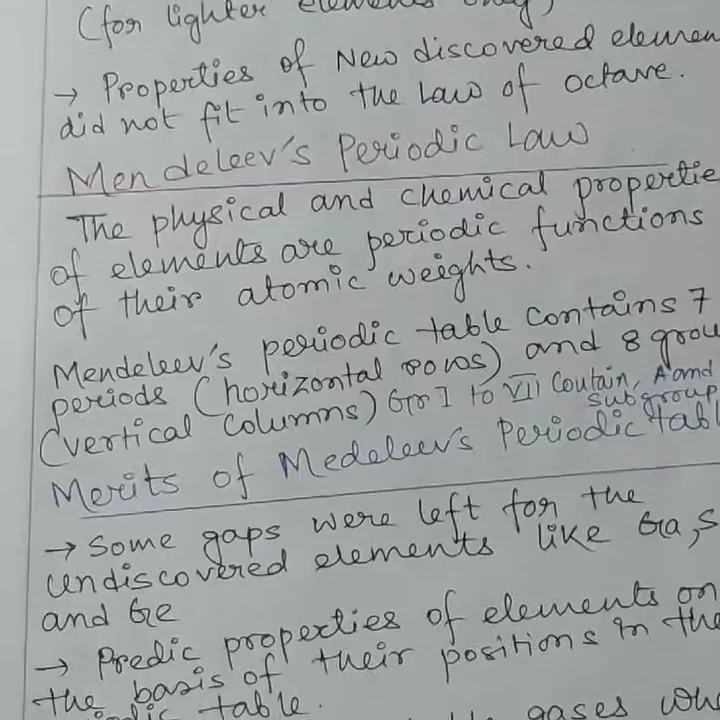 (for lighter elements only)
→ Properties of New discovered elemen
did not fit into the Law of octave.
Mendeleev's Periodic Law
The physical and chemical propertie
of elements are periodic functions
of their atomic weights.
Mendeleev's periodic table contains 7
periods (horizontal rows) and 8 grou
(vertical columns) Gr I to VII Coutain, A and
subgroup.
Merits of Medeleev's Periodic tabl
→ Some gaps were left for the
undiscovered elements like Ga, S
and Ge
→ Predic properties of elements on
the basis of their positions in the
table.
gases